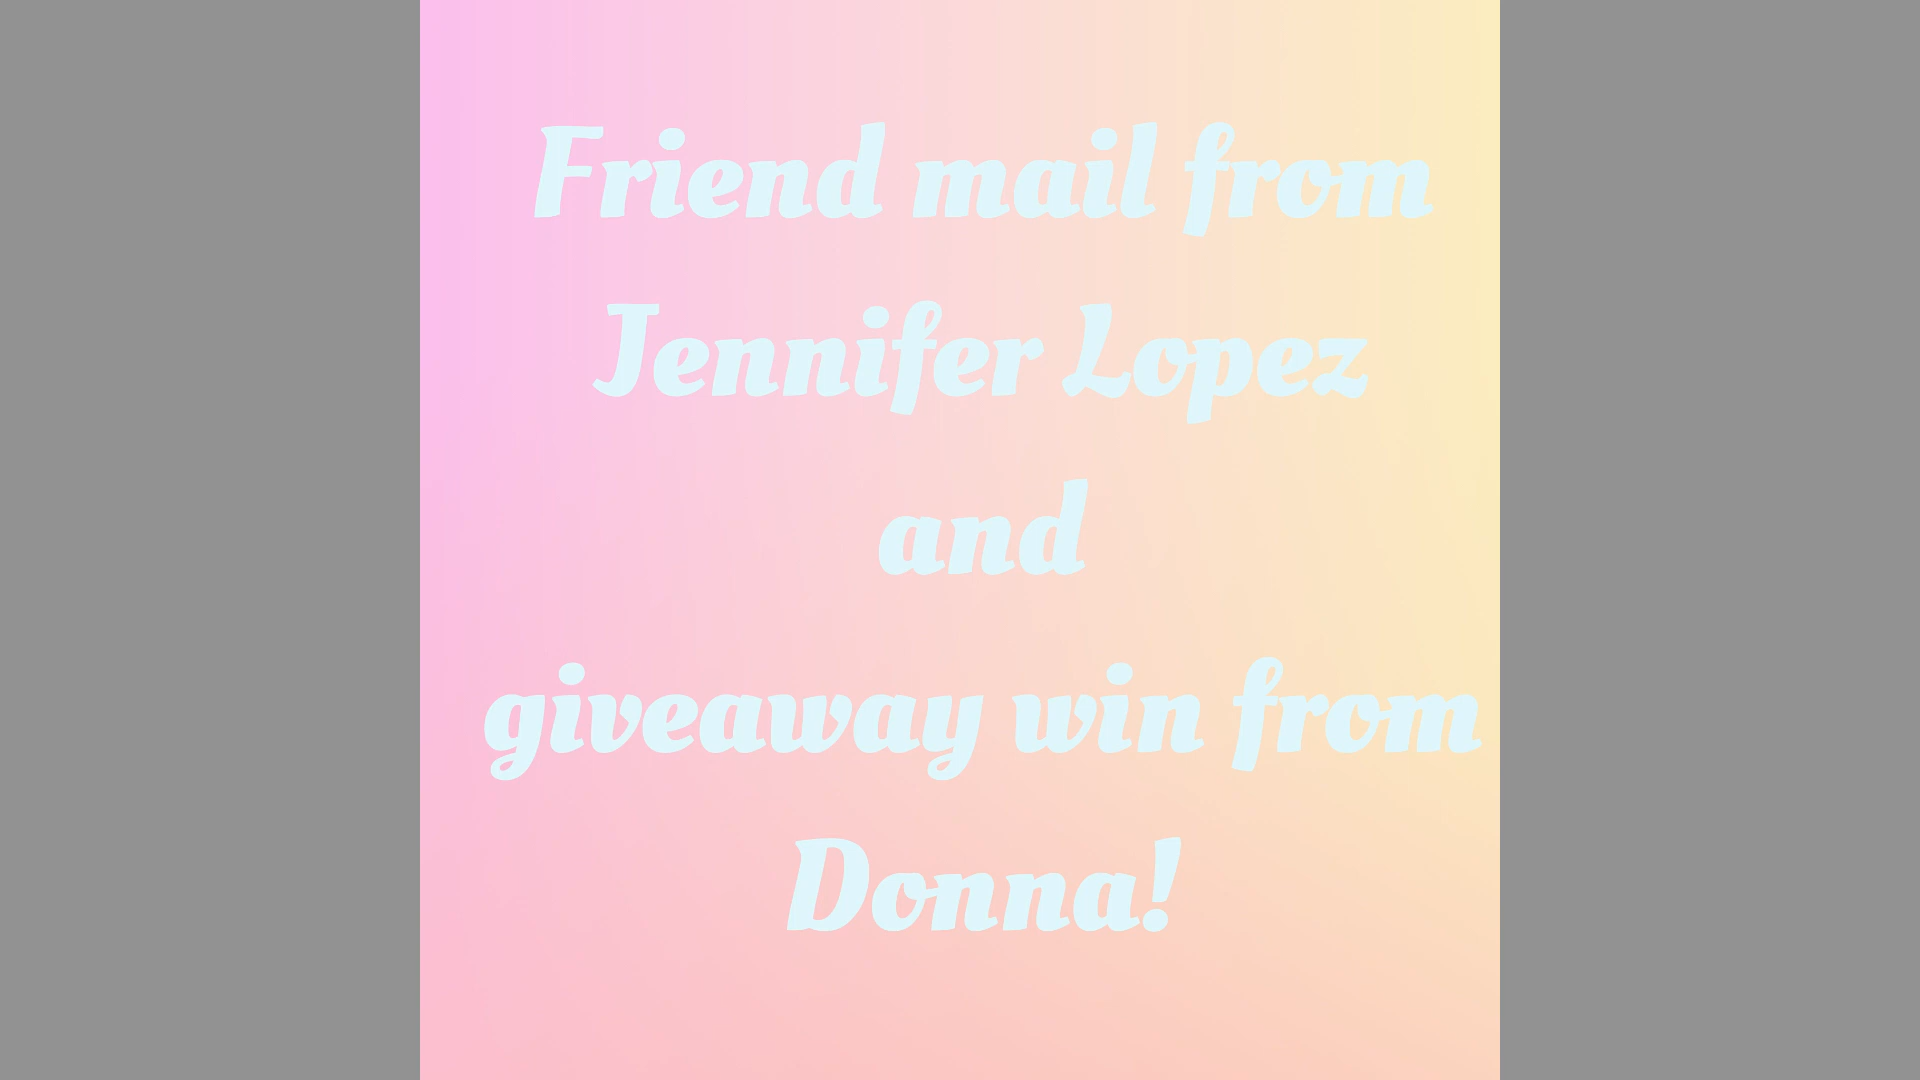 Friend mail from
Jennifer Lopez
and
giveaway win from
Donna!